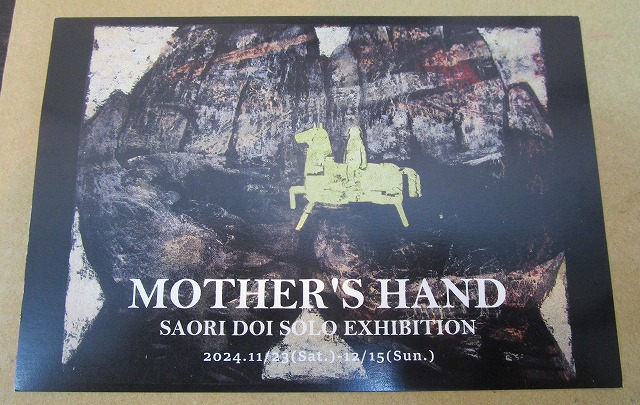 MOTHER'S HAND
SAORI DOI SOLO EXHIBITION
2024.11/23(Sat.)-12/15(Sun.)